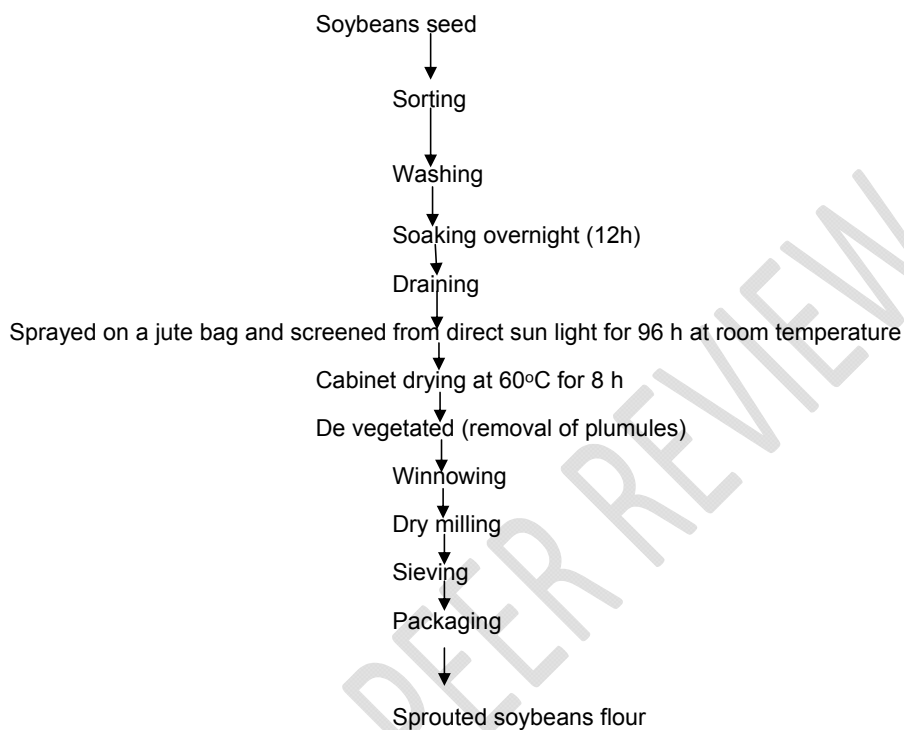 Soybeans seed
Sorting
Washing
Soaking overnight (12h)
Draining
Sprayed on a jute bag and screened from direct sun light for 96 h at room temperature
Cabinet drying at 60oC for 8 h
De vegetated (removal of plumules)
Winnowing
Dry milling
Sieving
Packaging
Sprouted soybeans flour
PEER REVIEW